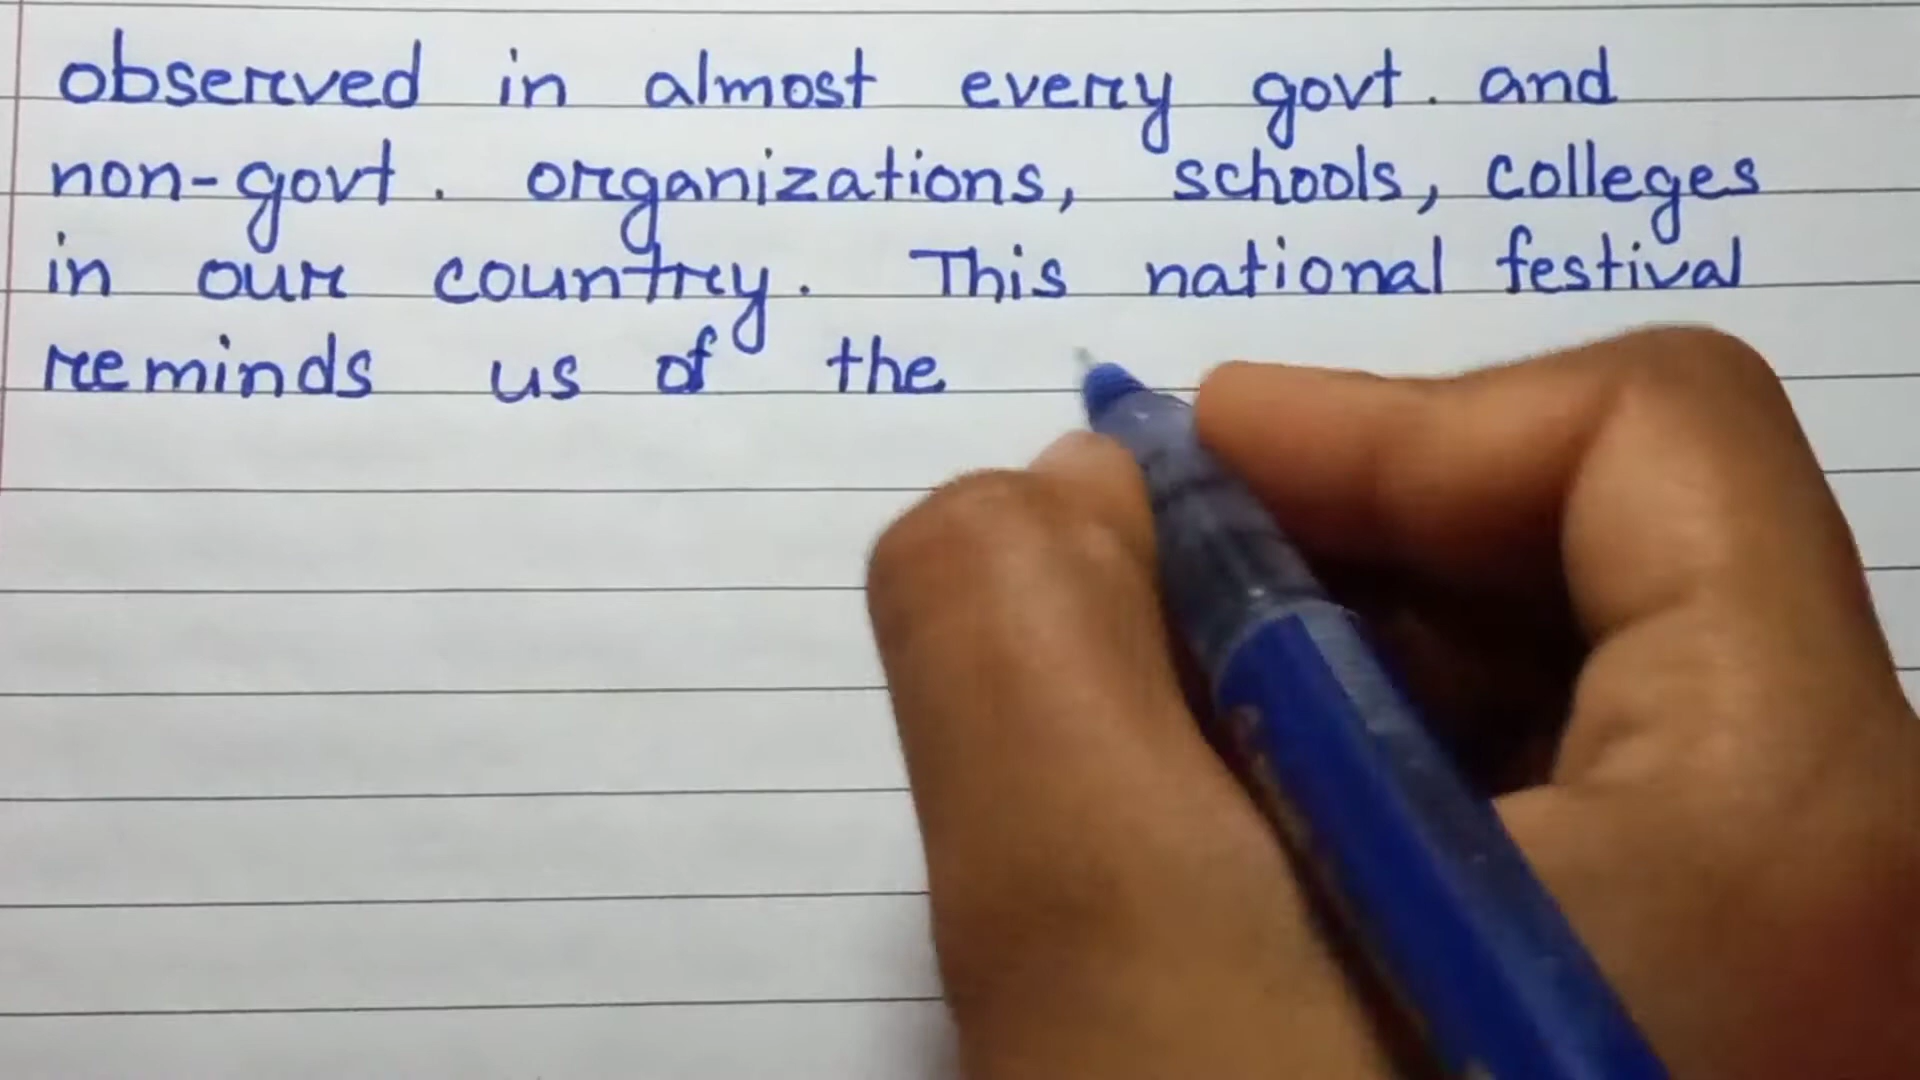 observed in almost every govt. and
non-govt. organizations, schools, colleges
in our country. This national festival
reminds us of the